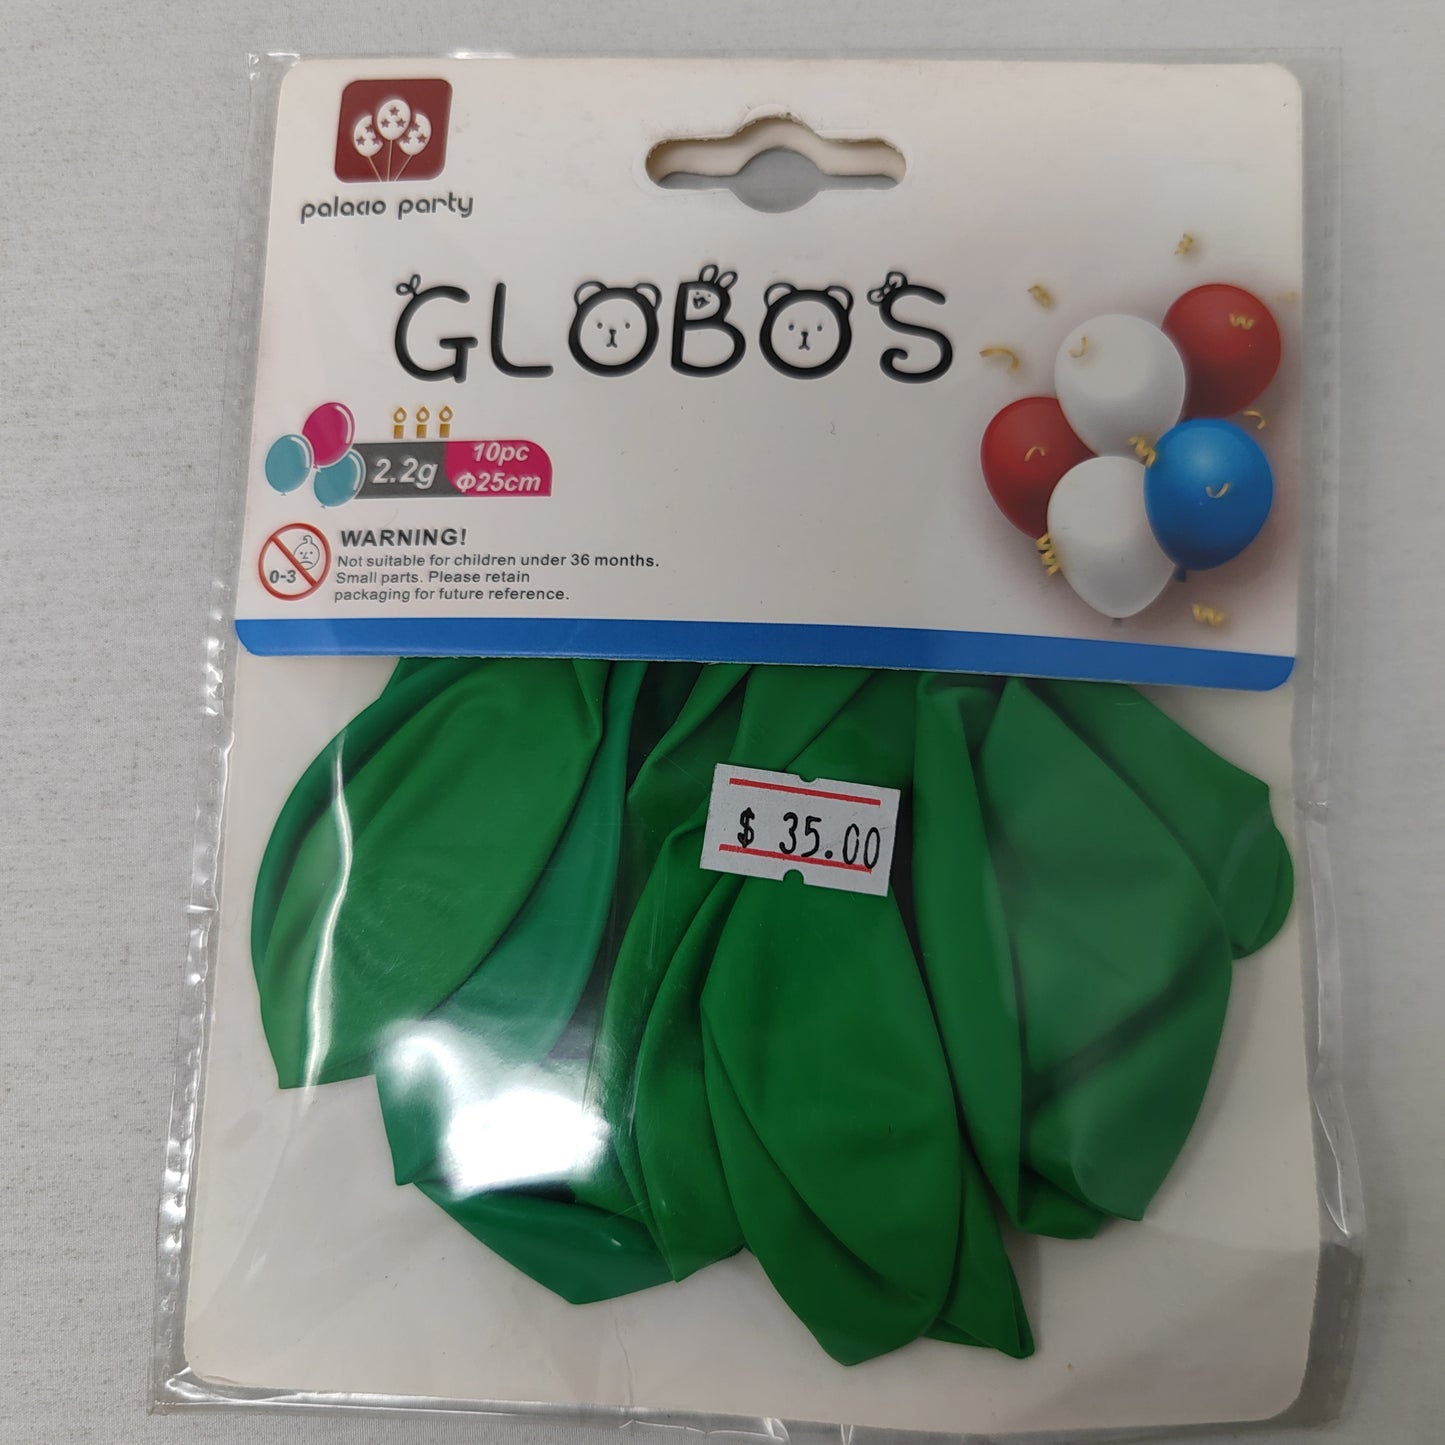 palacio party
GLOBOS
2.2g
10pc
Φ25cm
WARNING!
0-3
Not suitable for children under 36 months.
Small parts. Please retain
packaging for future reference.
$ 35.00